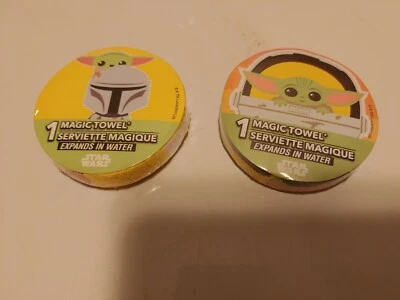 1 MAGIC TOWEL*
SERVIETTE MAGIQUE
EXPANDS IN WATER
STAR
WARS
1 MAGIC TOWEL*
SERVIETTE MAGIQUE
EXPANDS IN WATER
STAR
WARS